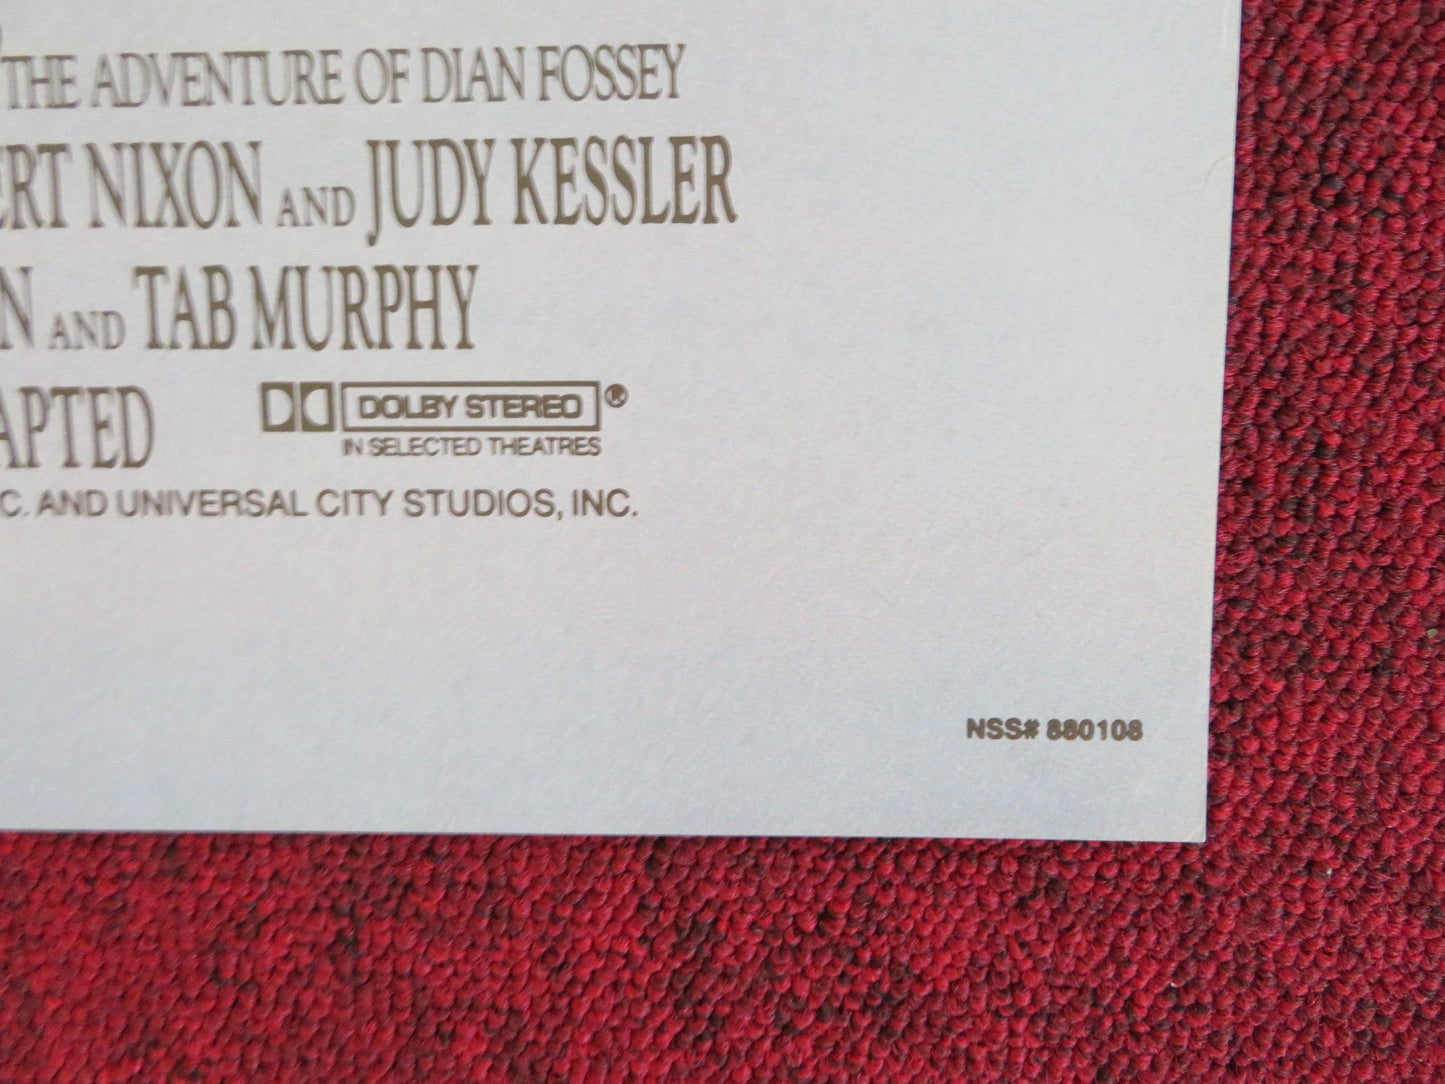 THE ADVENTURE OF DIAN FOSSEY
ERT NIXON AND JUDY KESSLER
N AND TAB MURPHY
APTED
DOLBY STEREO ®
IN SELECTED THEATRES
C. AND UNIVERSAL CITY STUDIOS, INC.
NSS# 880108